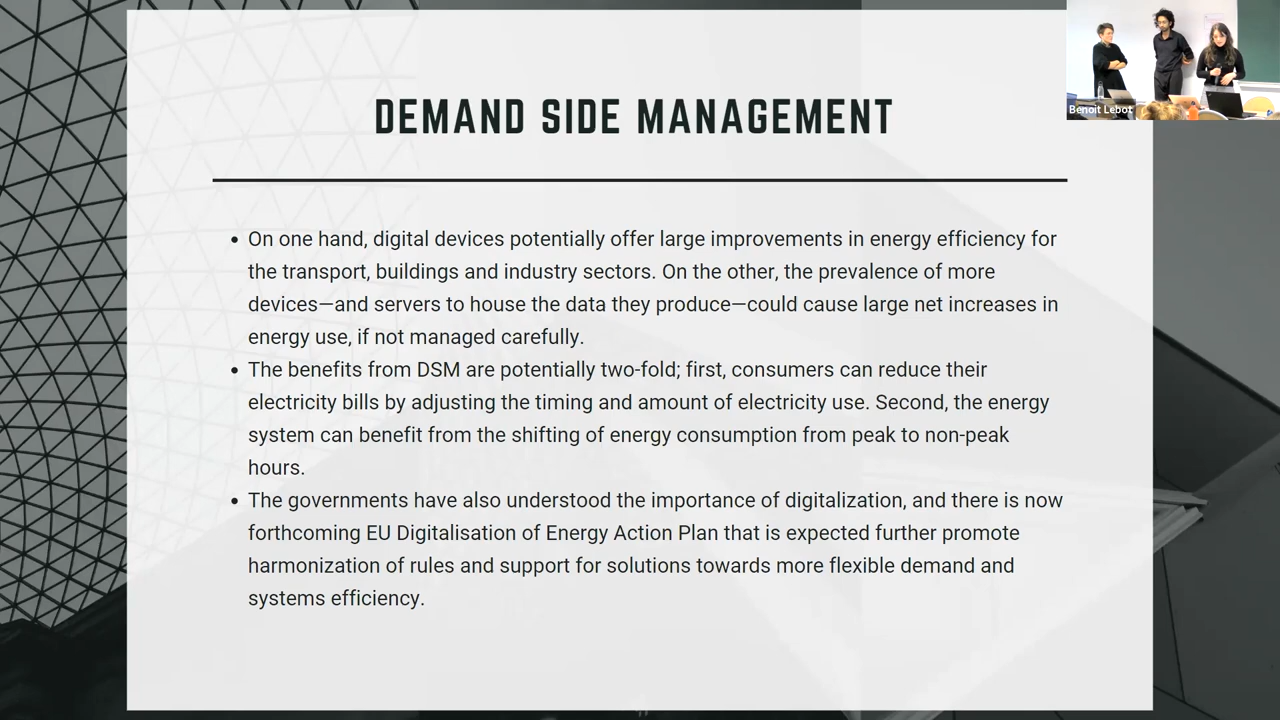 DEMAND SIDE MANAGEMENT
Benoit Lebot
• On one hand, digital devices potentially offer large improvements in energy efficiency for
the transport, buildings and industry sectors. On the other, the prevalence of more
devices—and servers to house the data they produce—could cause large net increases in
energy use, if not managed carefully.
• The benefits from DSM are potentially two-fold; first, consumers can reduce their
electricity bills by adjusting the timing and amount of electricity use. Second, the energy
system can benefit from the shifting of energy consumption from peak to non-peak
hours.
• The governments have also understood the importance of digitalization, and there is now
forthcoming EU Digitalisation of Energy Action Plan that is expected further promote
harmonization of rules and support for solutions towards more flexible demand and
systems efficiency.